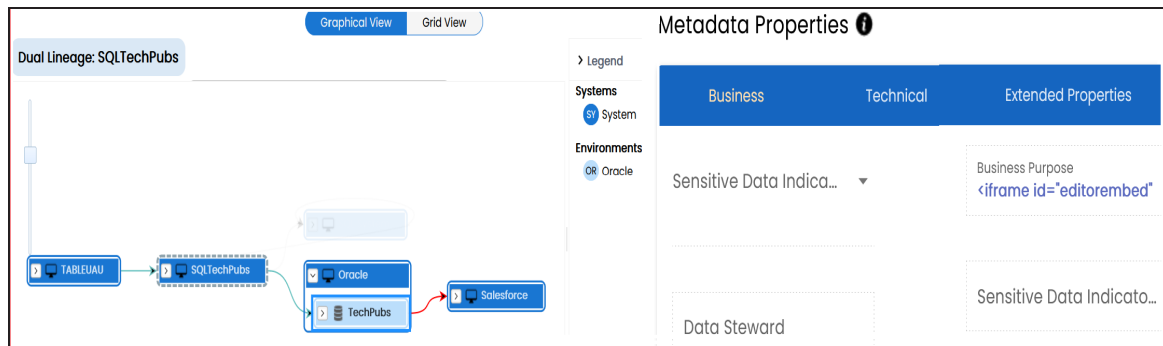 Graphical View
Grid View
Dual Lineage: SQLTechPubs
Legend
Systems
SY System
Environments
OR Oracle
TABLEUAU
SQLTechPubs
Oracle
TechPubs
Salesforce
Metadata Properties
Business
Technical
Extended Properties
Sensitive Data Indica...
Business Purpose
<iframe id="editorembed"
Sensitive Data Indicato...
Data Steward